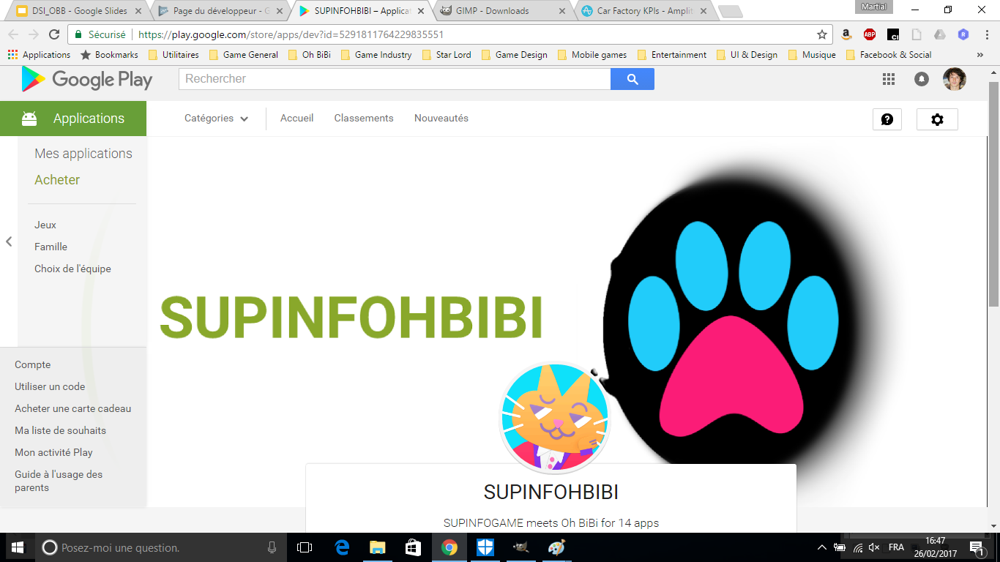 Martial
DSI_OBB - Google Slides
Page du développeur - G
SUPINFOHBIBI – Applicat
GIMP - Downloads
Car Factory KPIs - Amplit
Sécurisé
https://play.google.com/store/apps/dev?id=5291811764229835551
ABP
Applications
Bookmarks
Utilitaires
Game General
Oh BiBi
Game Industry
Star Lord
Game Design
Mobile games
Entertainment
UI & Design
Musique
Facebook & Social
»
Google Play
Rechercher
Applications
Catégories
Accueil
Classements
Nouveautés
Mes applications
Acheter
Jeux
Famille
Choix de l'équipe
SUPINFOHBIBI
Compte
Utiliser un code
Acheter une carte cadeau
Ma liste de souhaits
Mon activité Play
Guide à l'usage des
parents
SUPINFOHBIBI
SUPINFOGAME meets Oh BiBi for 14 apps
Posez-moi une question.
FRA
16:47
26/02/2017
1